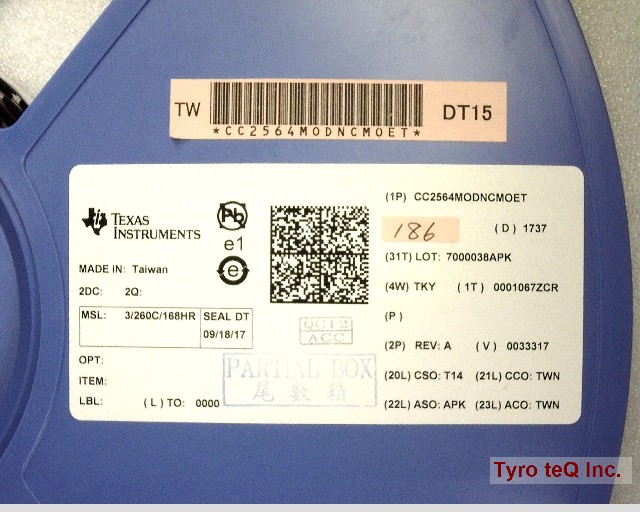 TW
*CC2564MODNCMOET*
DT15
TEXAS
INSTRUMENTS
Pb
e1
e
MADE IN: Taiwan
2DC: 2Q:
MSL: 3/260C/168HR
SEAL DT
09/18/17
OPT:
ITEM:
LBL: (L) TO: 0000
QC12
ACC
PARTIAL BOX
尾数箱
(1P) CC2564MODNCMOET
186 (D) 1737
(31T) LOT: 7000038APK
(4W) TKY (1T) 0001067ZCR
(P)
(2P) REV: A (V) 0033317
(20L) CSO: T14 (21L) CCO: TWN
(22L) ASO: APK (23L) ACO: TWN
Tyro teQ Inc.